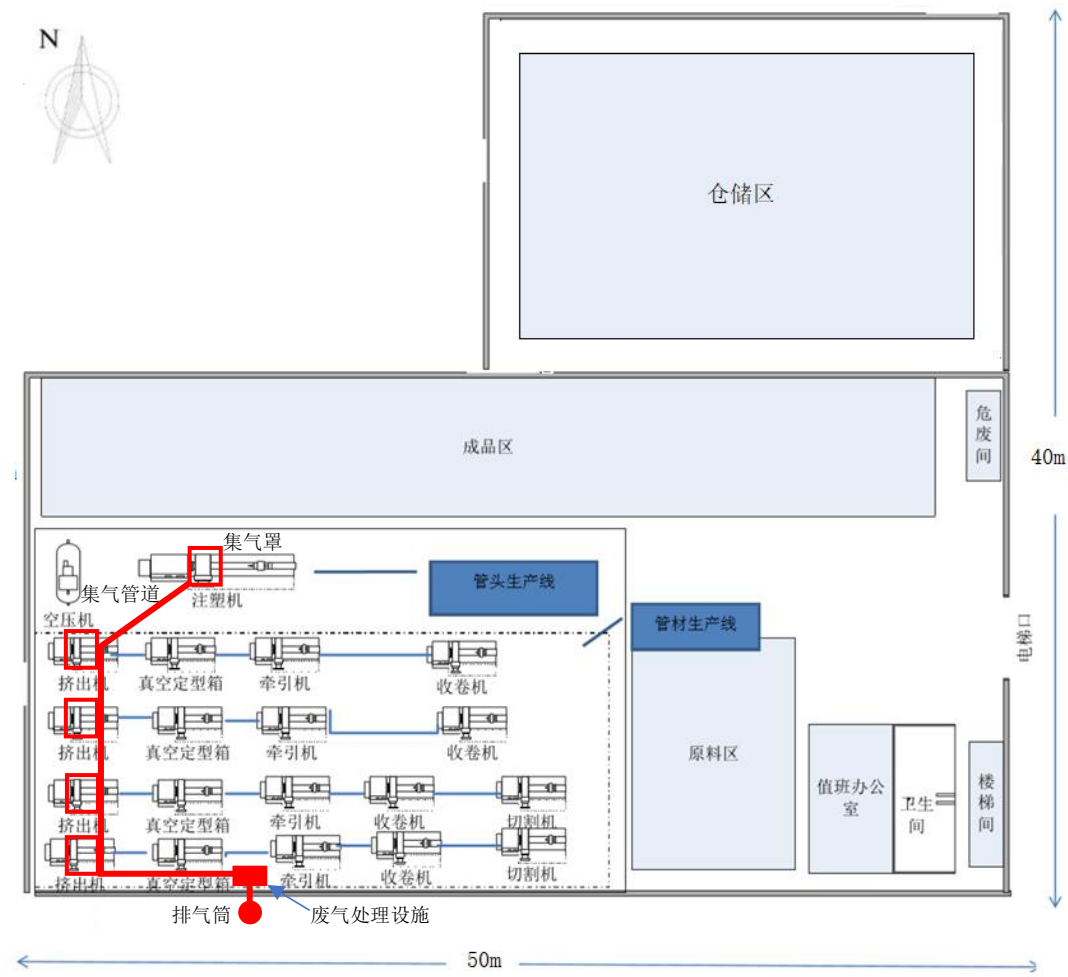 N
仓储区
40m
成品区
危
废
间
集气罩
集气管道
注塑机
空压机
管头生产线
管材生产线
电梯口
挤出机
真空定型箱
牵引机
收卷机
挤出机
真空定型箱
牵引机
收卷机
挤出机
真空定型箱
牵引机
收卷机
切割机
挤出机
真空定型箱
牵引机
收卷机
切割机
原料区
值班办公
室
卫生
间
楼
梯
间
排气筒
废气处理设施
50m